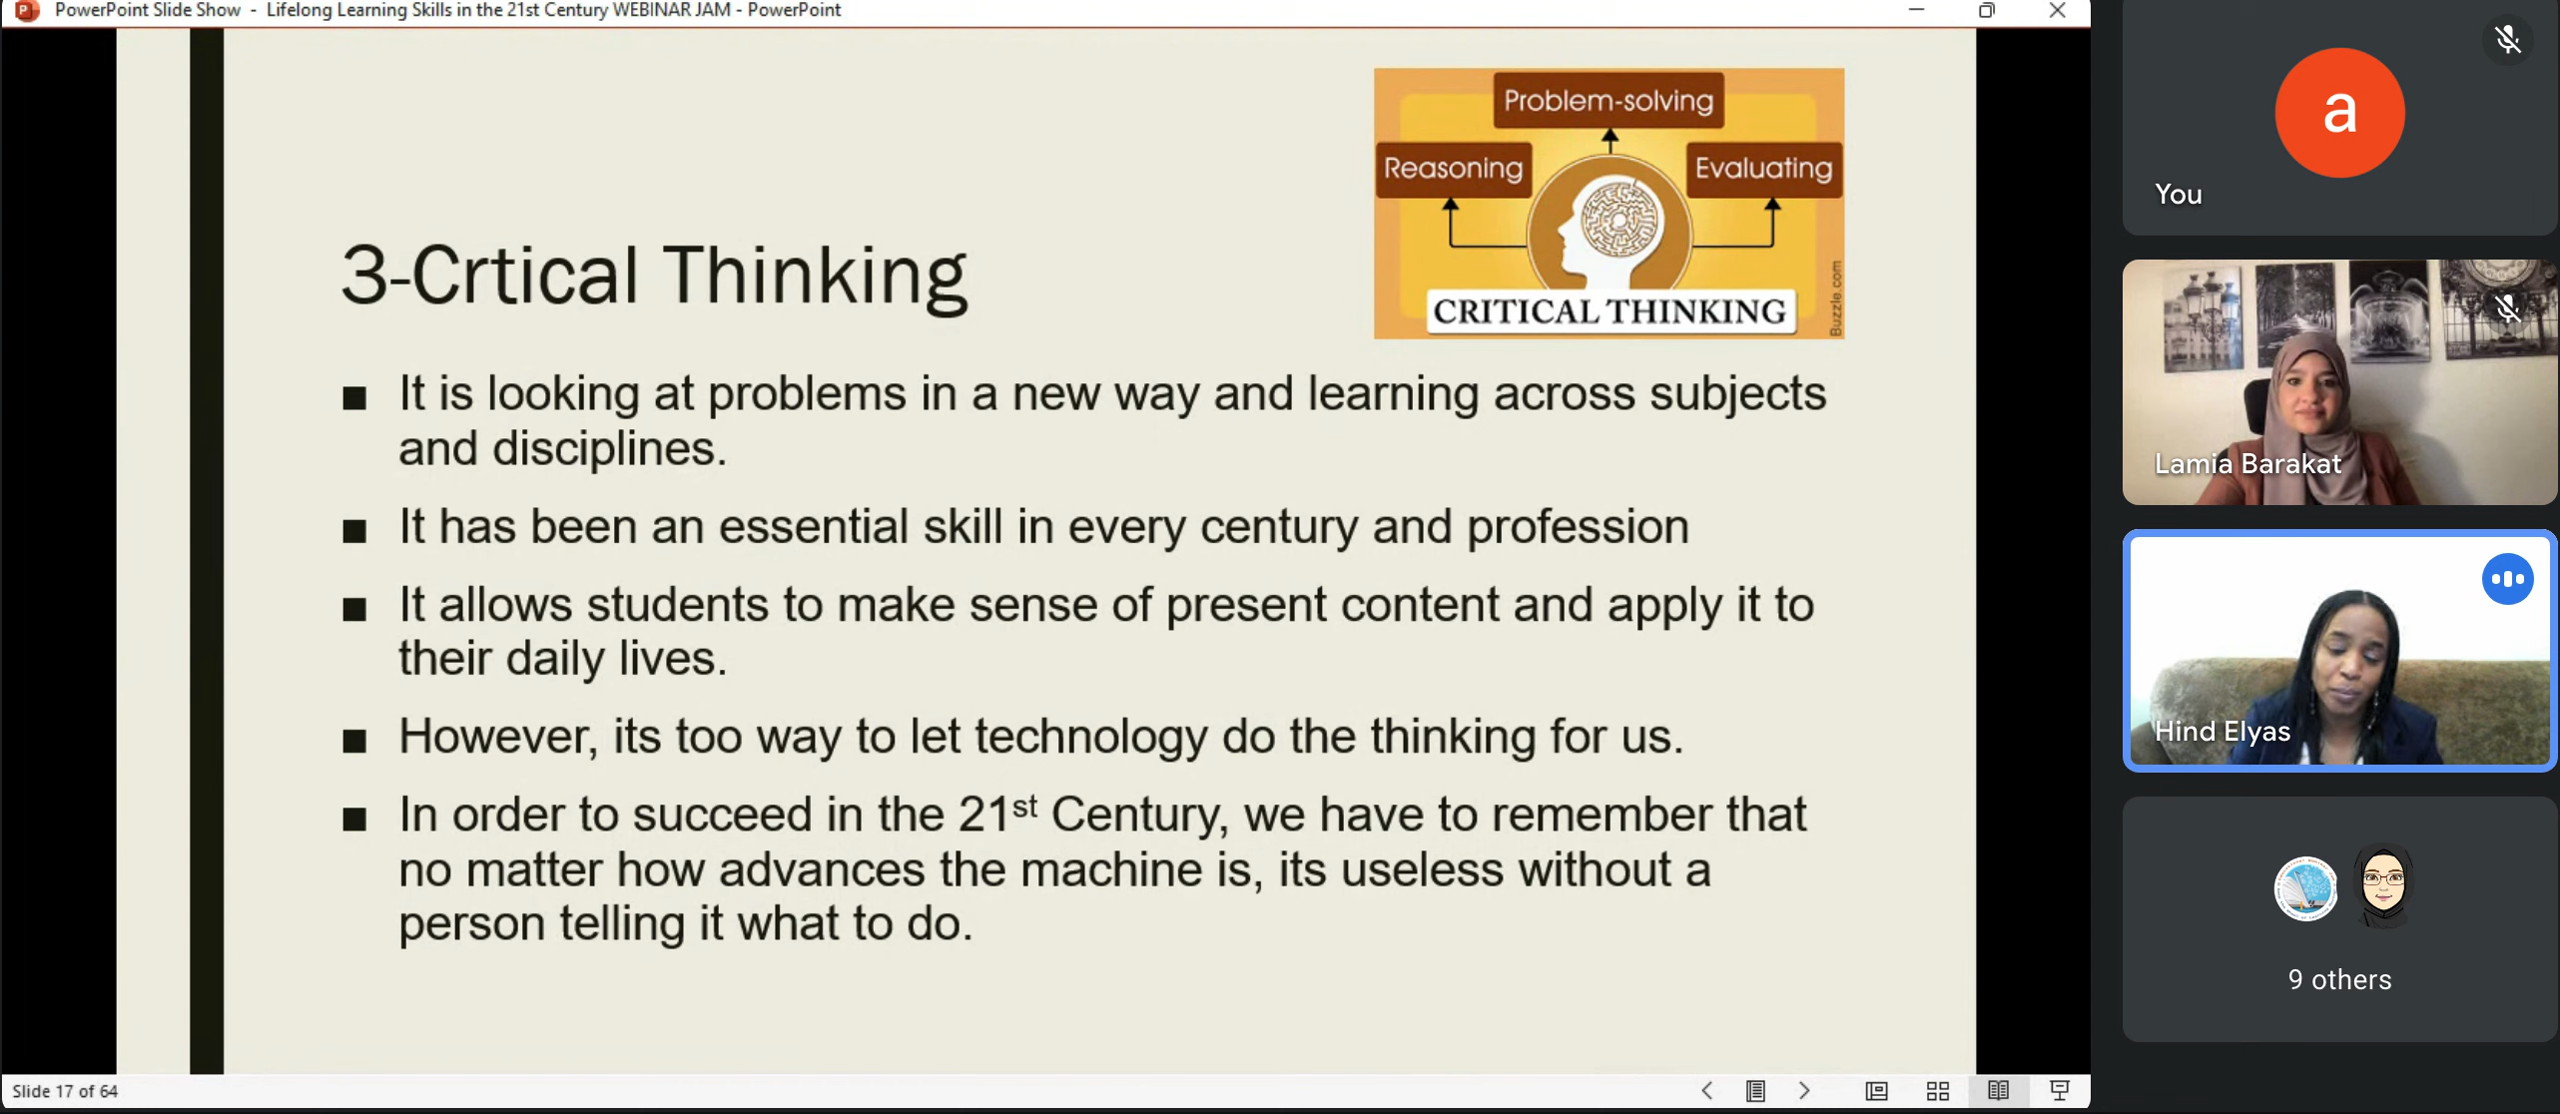 PowerPoint Slide Show - Lifelong Learning Skills in the 21st Century WEBINAR JAM - PowerPoint
Problem-solving
Reasoning
Evaluating
CRITICAL THINKING
Buzzle.com
3-Crtical Thinking
■ It is looking at problems in a new way and learning across subjects
and disciplines.
■ It has been an essential skill in every century and profession
■ It allows students to make sense of present content and apply it to
their daily lives.
■ However, its too way to let technology do the thinking for us.
■ In order to succeed in the 21st Century, we have to remember that
no matter how advances the machine is, its useless without a
person telling it what to do.
Slide 17 of 64
a
You
Lamia Barakat
Hind Elyas
9 others